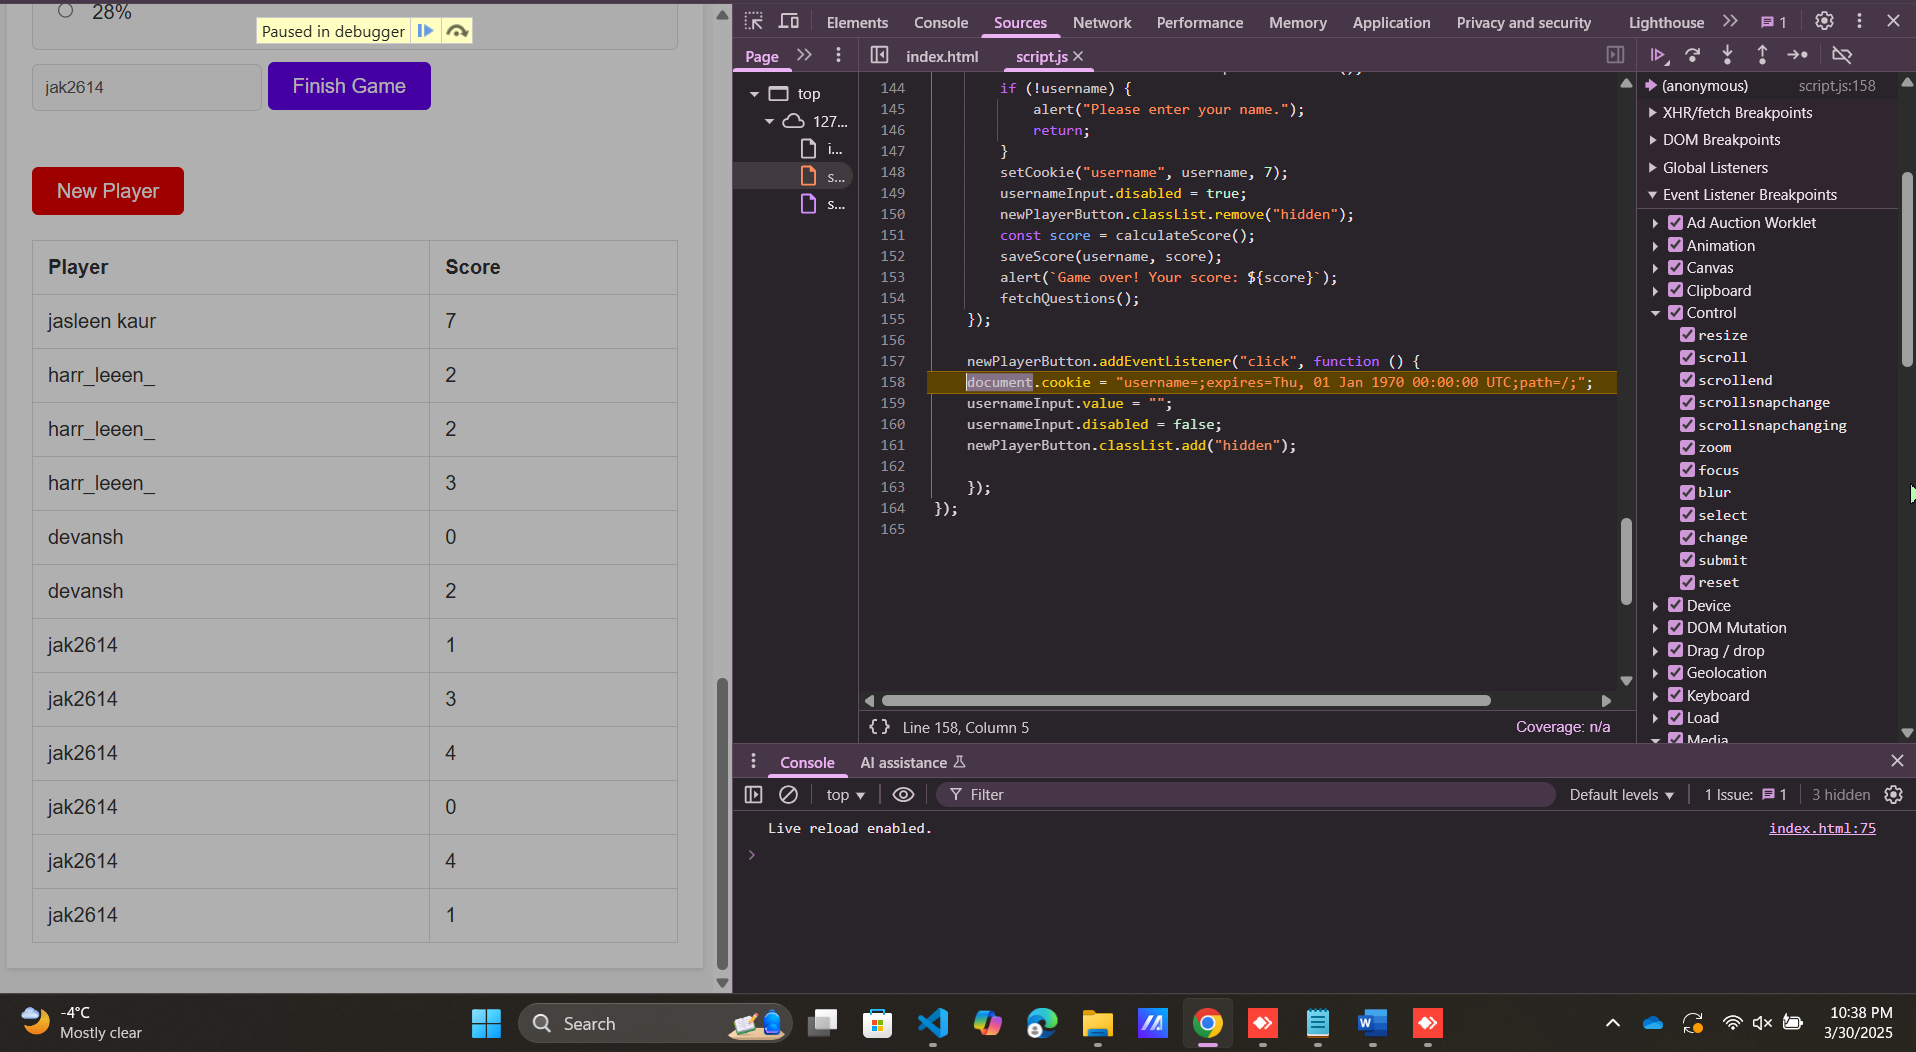 28%
Paused in debugger
jak2614
Finish Game
New Player
Player Score
jasleen kaur 7
harr_leeen_ 2
harr_leeen_ 2
harr_leeen_ 3
devansh 0
devansh 2
jak2614 1
jak2614 3
jak2614 4
jak2614 0
jak2614 4
jak2614 1
Elements Console Sources Network Performance Memory Application Privacy and security Lighthouse 1
Page index.html script.js
top
127...
i...
s...
s...
144 if (!username) {
145 alert("Please enter your name.");
146 return;
147 }
148 setCookie("username", username, 7);
149 usernameInput.disabled = true;
150 newPlayerButton.classList.remove("hidden");
151 const score = calculateScore();
152 saveScore(username, score);
153 alert(`Game over! Your score: ${score}`);
154 fetchQuestions();
155 });
156
157 newPlayerButton.addEventListener("click", function () {
158 document.cookie = "username=;expires=Thu, 01 Jan 1970 00:00:00 UTC;path=/;";
159 usernameInput.value = "";
160 usernameInput.disabled = false;
161 newPlayerButton.classList.add("hidden");
162
163 });
164 });
165
{} Line 158, Column 5 Coverage: n/a
(anonymous) script.js:158
XHR/fetch Breakpoints
DOM Breakpoints
Global Listeners
Event Listener Breakpoints
Ad Auction Worklet
Animation
Canvas
Clipboard
Control
resize
scroll
scrollend
scrollsnapchange
scrollsnapchanging
zoom
focus
blur
select
change
submit
reset
Device
DOM Mutation
Drag / drop
Geolocation
Keyboard
Load
Media
Console AI assistance
top Filter Default levels 1 Issue: 1 3 hidden
Live reload enabled. index.html:75
-4°C
Mostly clear
Search
10:38 PM
3/30/2025